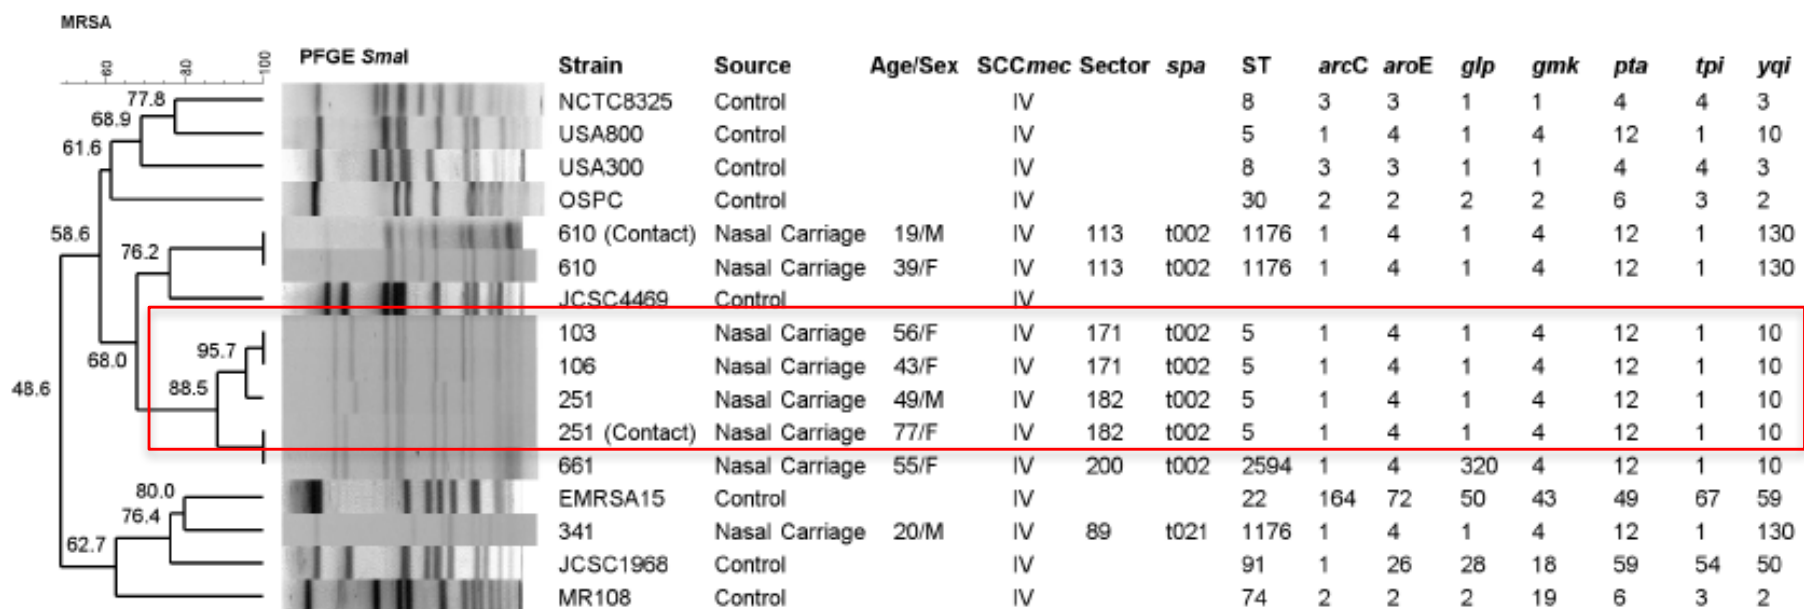 MRSA
60 80 100
PFGE SmaI Strain Source Age/Sex SCCmec Sector spa ST arcC aroE glp gmk pta tpi yqi
77.8 NCTC8325 Control IV 8 3 3 1 1 4 4 3
68.9 USA800 Control IV 5 1 4 1 4 12 1 10
61.6 USA300 Control IV 8 3 3 1 1 4 4 3
OSPC Control IV 30 2 2 2 2 6 3 2
58.6 610 (Contact) Nasal Carriage 19/M IV 113 t002 1176 1 4 1 4 12 1 130
76.2 610 Nasal Carriage 39/F IV 113 t002 1176 1 4 1 4 12 1 130
JCSC4469 Control IV
103 Nasal Carriage 56/F IV 171 t002 5 1 4 1 4 12 1 10
95.7
68.0 106 Nasal Carriage 43/F IV 171 t002 5 1 4 1 4 12 1 10
48.6 88.5 251 Nasal Carriage 49/M IV 182 t002 5 1 4 1 4 12 1 10
251 (Contact) Nasal Carriage 77/F IV 182 t002 5 1 4 1 4 12 1 10
661 Nasal Carriage 55/F IV 200 t002 2594 1 4 320 4 12 1 10
80.0 EMRSA15 Control IV 22 164 72 50 43 49 67 59
76.4 341 Nasal Carriage 20/M IV 89 t021 1176 1 4 1 4 12 1 130
62.7 JCSC1968 Control IV 91 1 26 28 18 59 54 50
MR108 Control IV 74 2 2 2 19 6 3 2